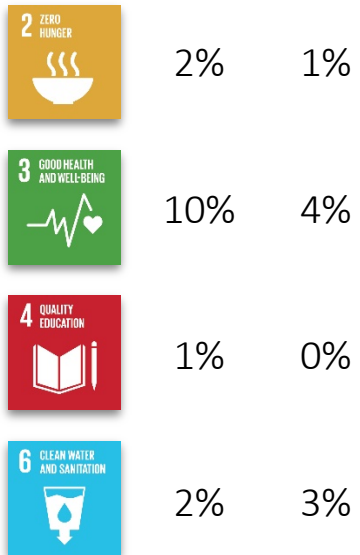 2 ZERO
HUNGER
2% 1%
3 GOOD HEALTH
AND WELL-BEING
10% 4%
4 QUALITY
EDUCATION
1% 0%
6 CLEAN WATER
AND SANITATION
2% 3%